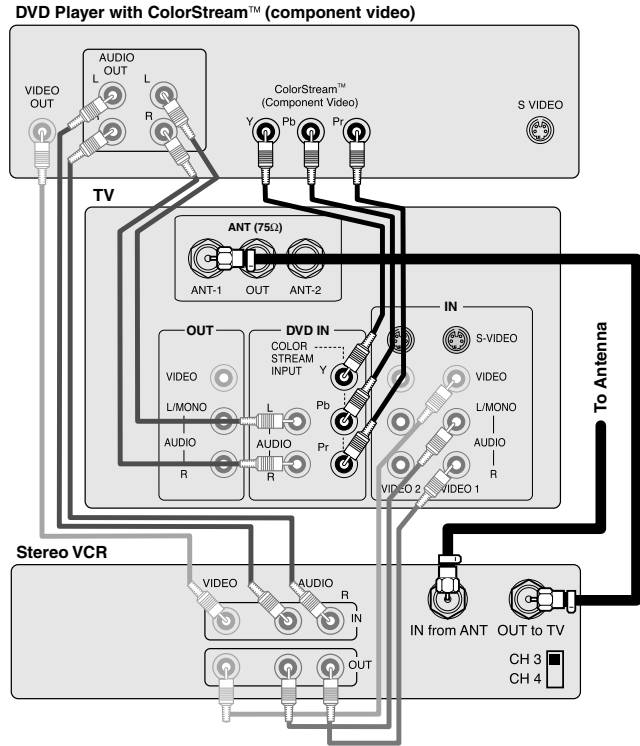 DVD Player with ColorStream™ (component video)
AUDIO
OUT
L L
VIDEO
OUT
R
ColorStream™
(Component Video)
Y Pb Pr
S VIDEO
TV
ANT (75Ω)
ANT-1 OUT ANT-2
IN
OUT
DVD IN
COLOR
STREAM
INPUT
Y
S-VIDEO
VIDEO
VIDEO
L/MONO
L
Pb
L/MONO
AUDIO
AUDIO
AUDIO
R
R
Pr
R
VIDEO 2 VIDEO 1
To Antenna
Stereo VCR
VIDEO
AUDIO
R
IN
OUT
IN from ANT OUT to TV
CH 3
CH 4